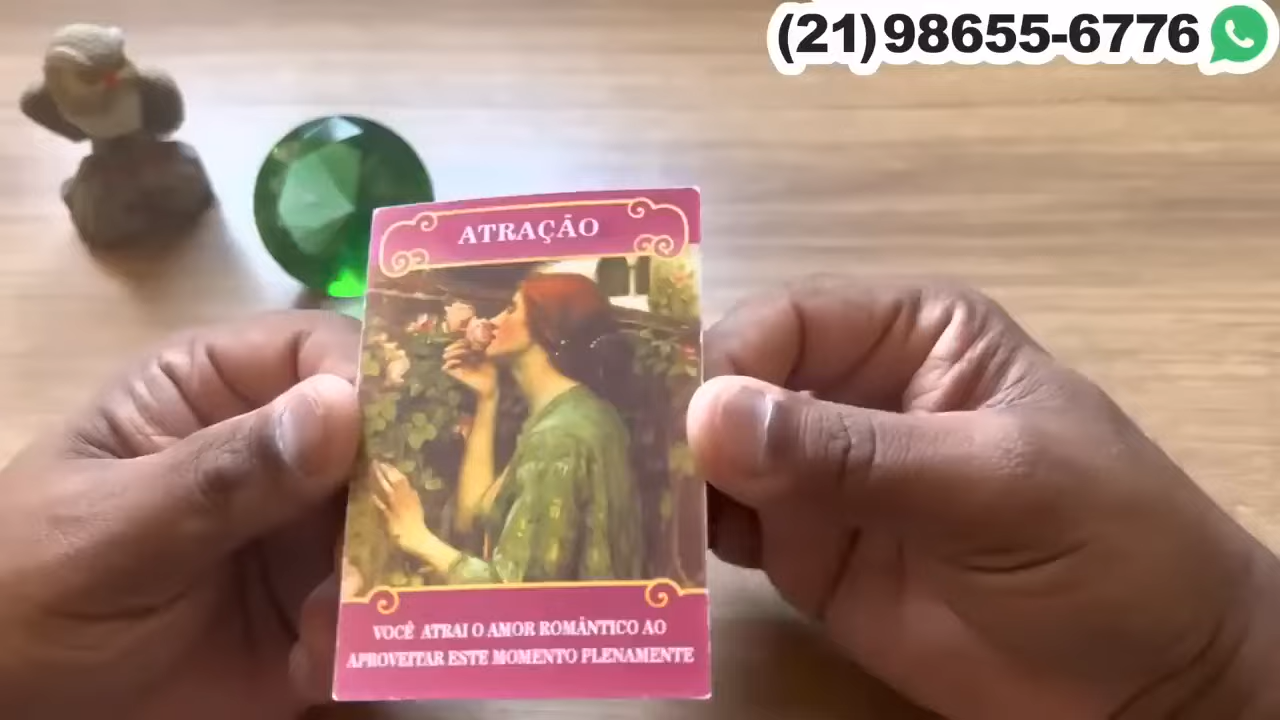 (21)98655-6776
ATRAÇÃO
VOCÊ ATRAI O AMOR ROMÂNTICO AO
APROVEITAR ESTE MOMENTO PLENAMENTE